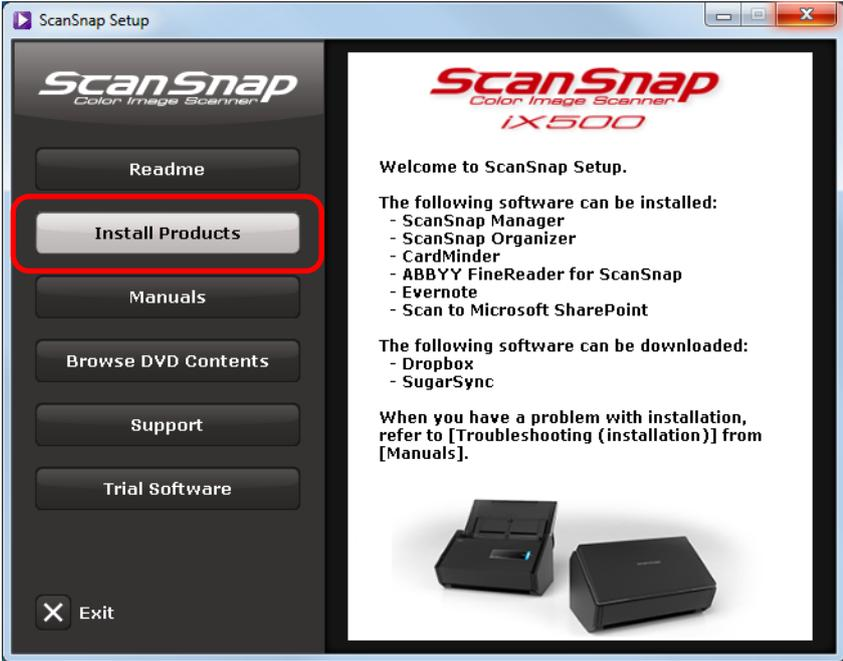 ScanSnap Setup
ScanSnap
Color Image Scanner
Readme
Install Products
Manuals
Browse DVD Contents
Support
Trial Software
Exit
ScanSnap
Color Image Scanner
iX500
Welcome to ScanSnap Setup.
The following software can be installed:
- ScanSnap Manager
- ScanSnap Organizer
- CardMinder
- ABBYY FineReader for ScanSnap
- Evernote
- Scan to Microsoft SharePoint
The following software can be downloaded:
- Dropbox
- SugarSync
When you have a problem with installation,
refer to [Troubleshooting (installation)] from
[Manuals].